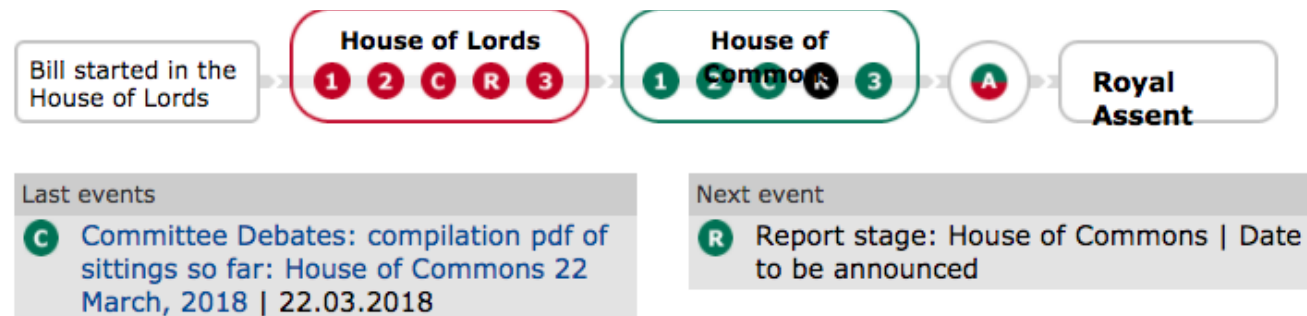 Bill started in the
House of Lords
House of Lords
1 2 C R 3
House of
Commons
1 2 C R 3
A
Royal
Assent
Last events
C Committee Debates: compilation pdf of
sittings so far: House of Commons 22
March, 2018 | 22.03.2018
Next event
R Report stage: House of Commons | Date
to be announced